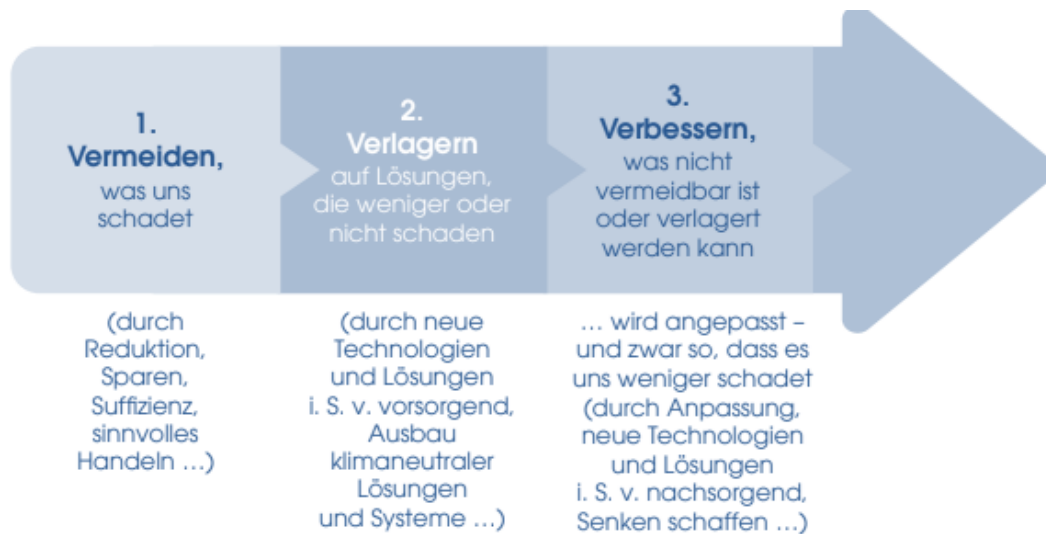 1.
Vermeiden,
was uns
schadet
2.
Verlagern
auf Lösungen,
die weniger oder
nicht schaden
3.
Verbessern,
was nicht
vermeidbar ist
oder verlagert
werden kann
(durch
Reduktion,
Sparen,
Suffizienz,
sinnvolles
Handeln …)
(durch neue
Technologien
und Lösungen
i. S. v. vorsorgend,
Ausbau
klimaneutraler
Lösungen
und Systeme …)
… wird angepasst –
und zwar so, dass es
uns weniger schadet
(durch Anpassung,
neue Technologien
und Lösungen
i. S. v. nachsorgend,
Senken schaffen …)